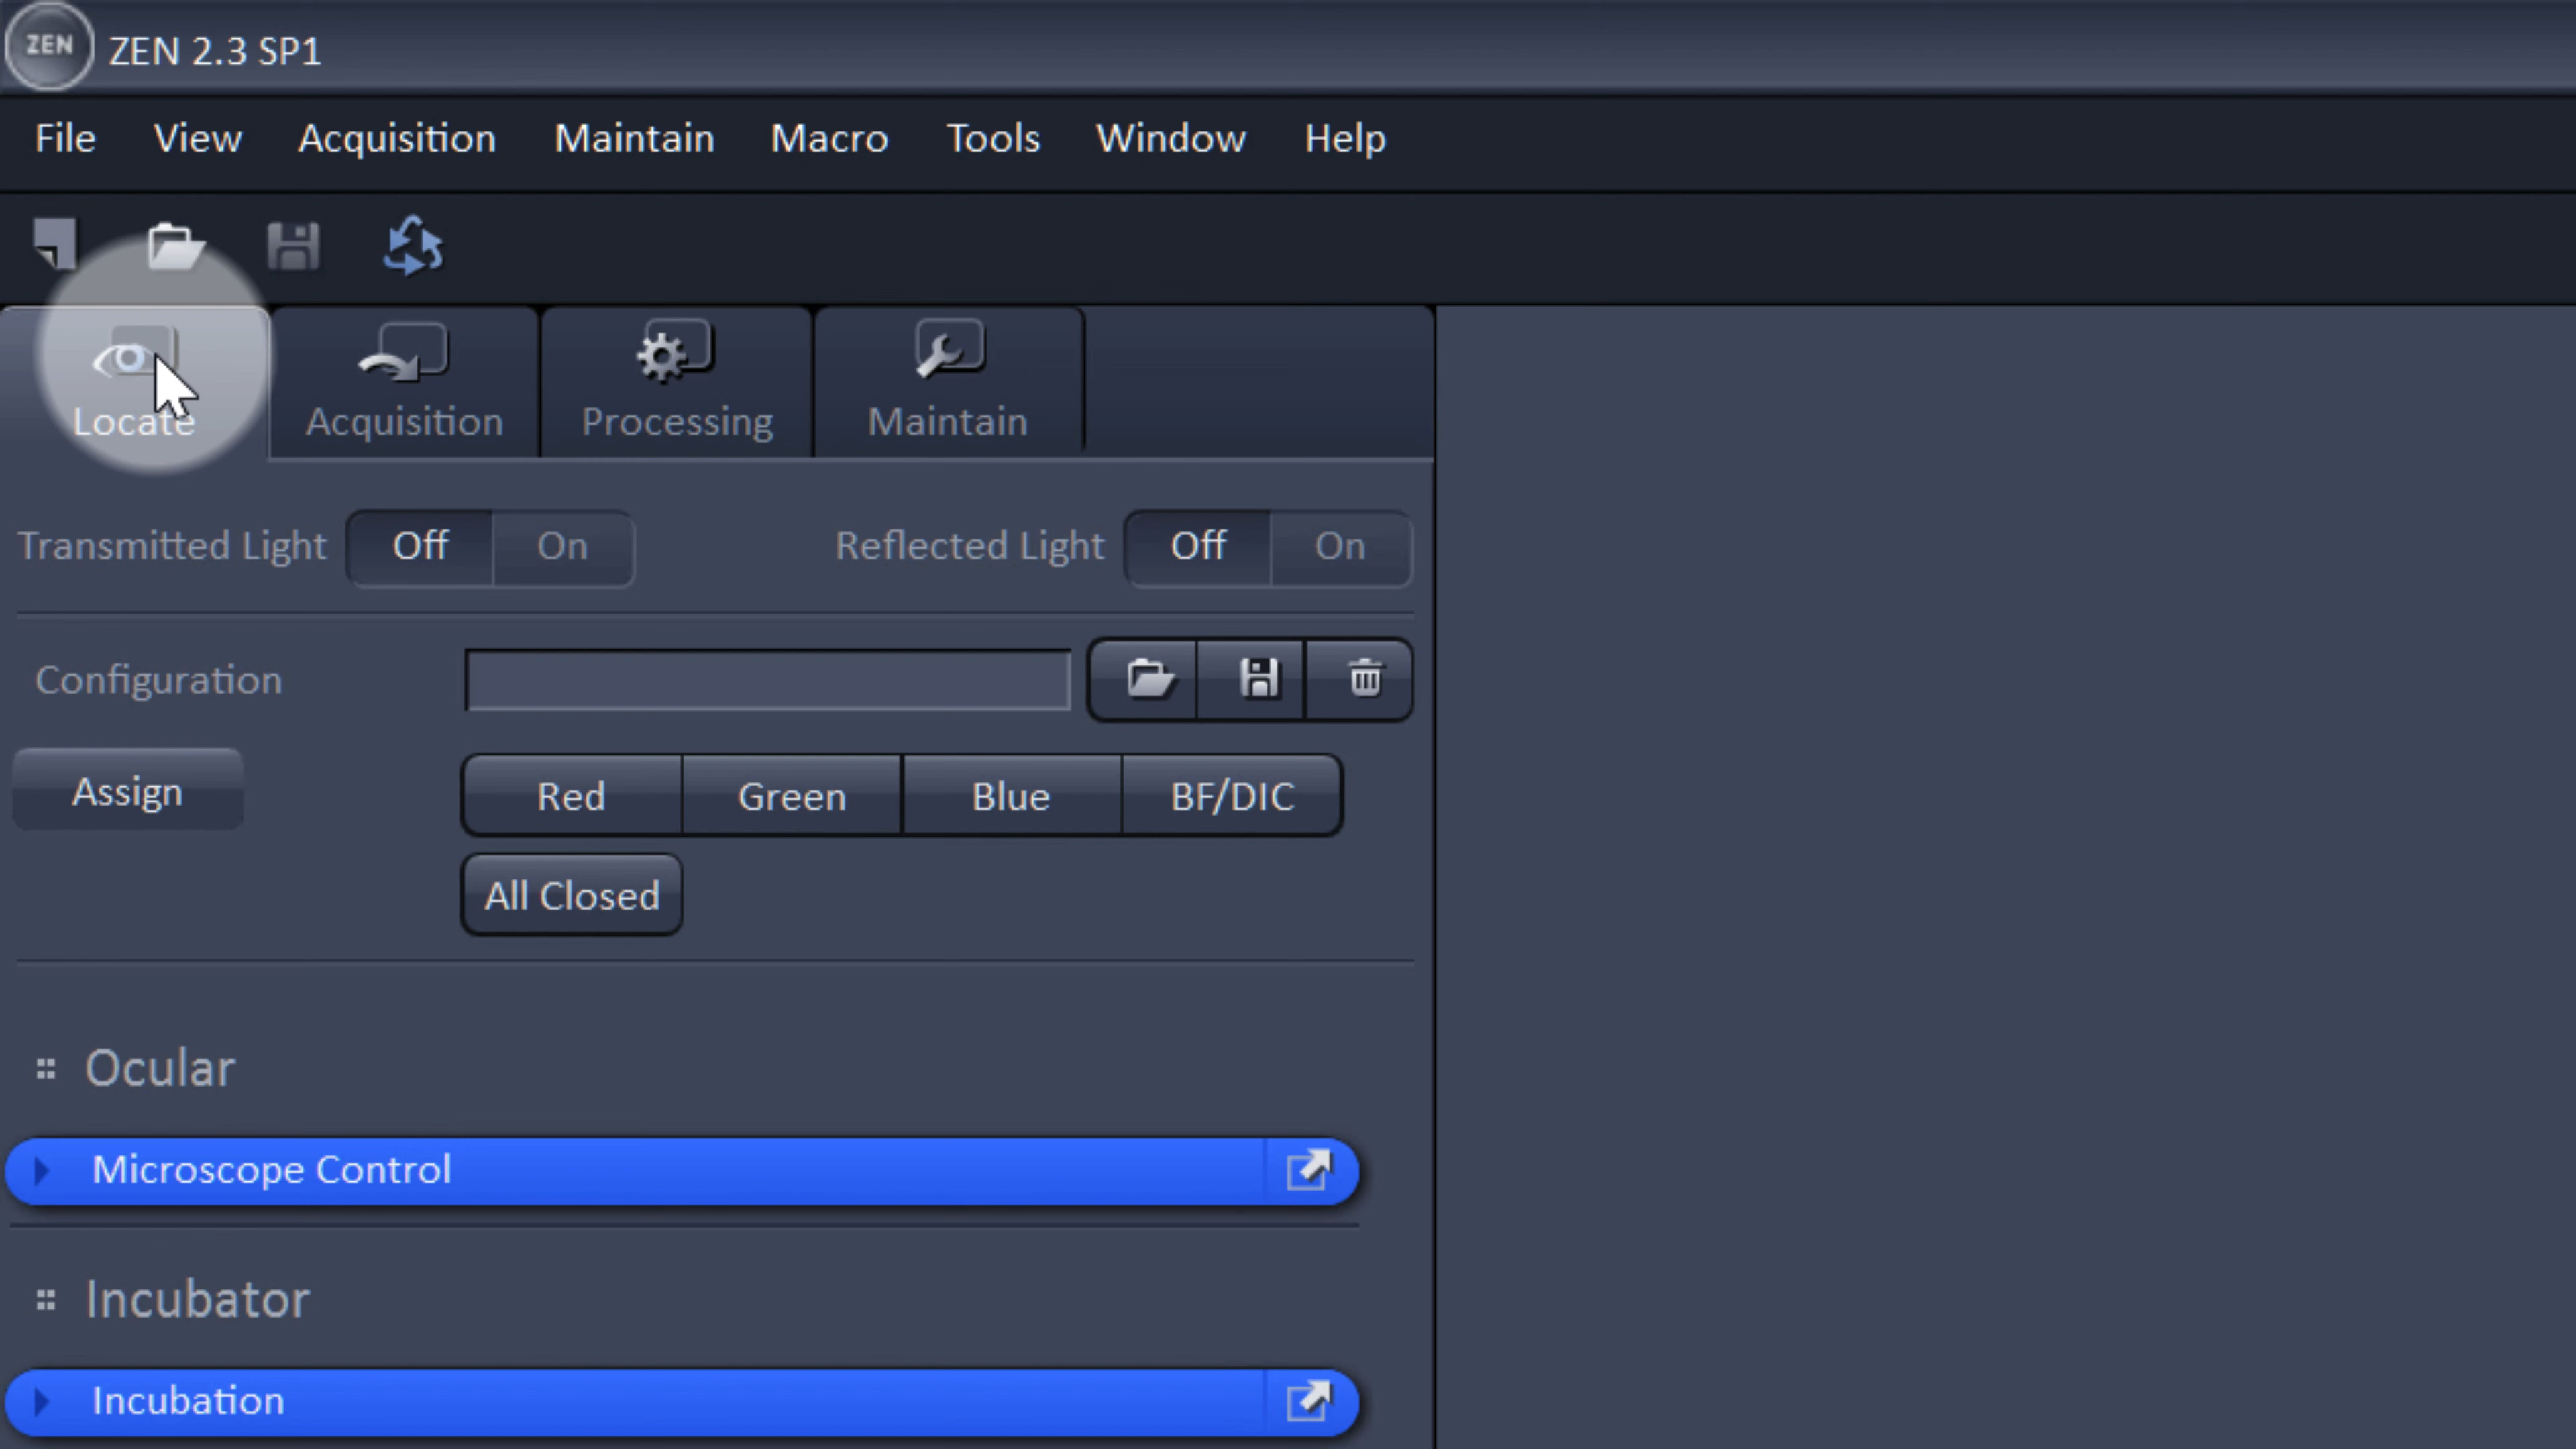 ZEN ZEN 2.3 SP1
File View Acquisition Maintain Macro Tools Window Help
Locate Acquisition Processing Maintain
Transmitted Light Off On Reflected Light Off On
Configuration
Assign Red Green Blue BF/DIC
All Closed
Ocular
Microscope Control
Incubator
Incubation